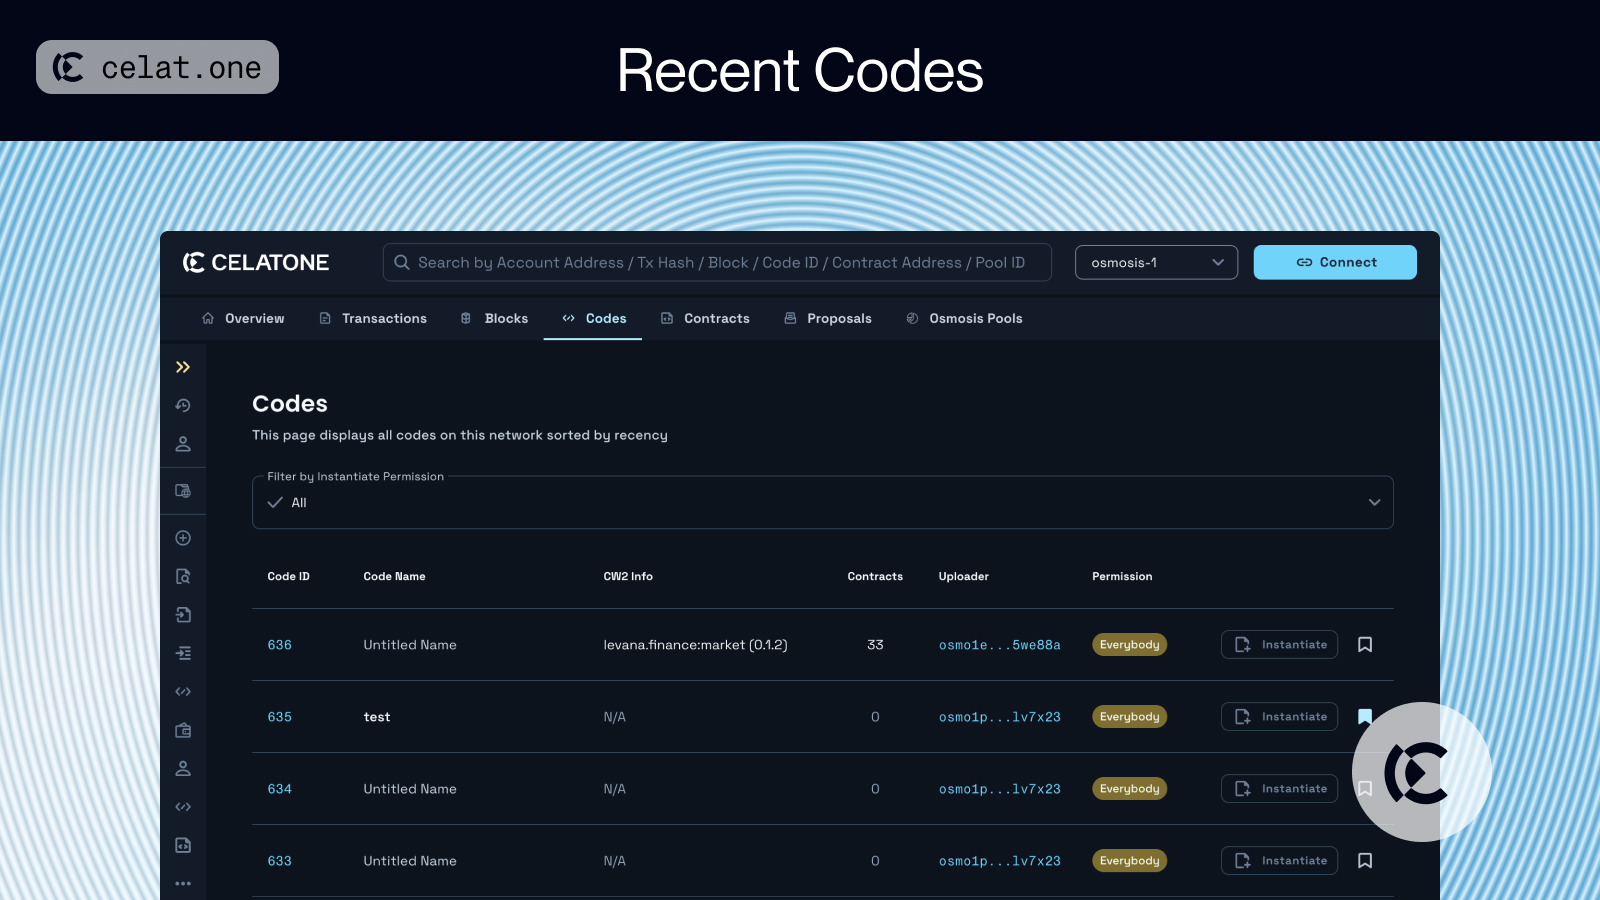 celat.one
Recent Codes
CELATONE
Search by Account Address / Tx Hash / Block / Code ID / Contract Address / Pool ID
osmosis-1
Connect
Overview
Transactions
Blocks
Codes
Contracts
Proposals
Osmosis Pools
Codes
This page displays all codes on this network sorted by recency
Filter by Instantiate Permission
All
Code ID Code Name CW2 Info Contracts Uploader Permission
636 Untitled Name levana.finance:market (0.1.2) 33 osmo1e...5we88a Everybody Instantiate
635 test N/A 0 osmo1p...lv7x23 Everybody Instantiate
634 Untitled Name N/A 0 osmo1p...lv7x23 Everybody Instantiate
633 Untitled Name N/A 0 osmo1p...lv7x23 Everybody Instantiate